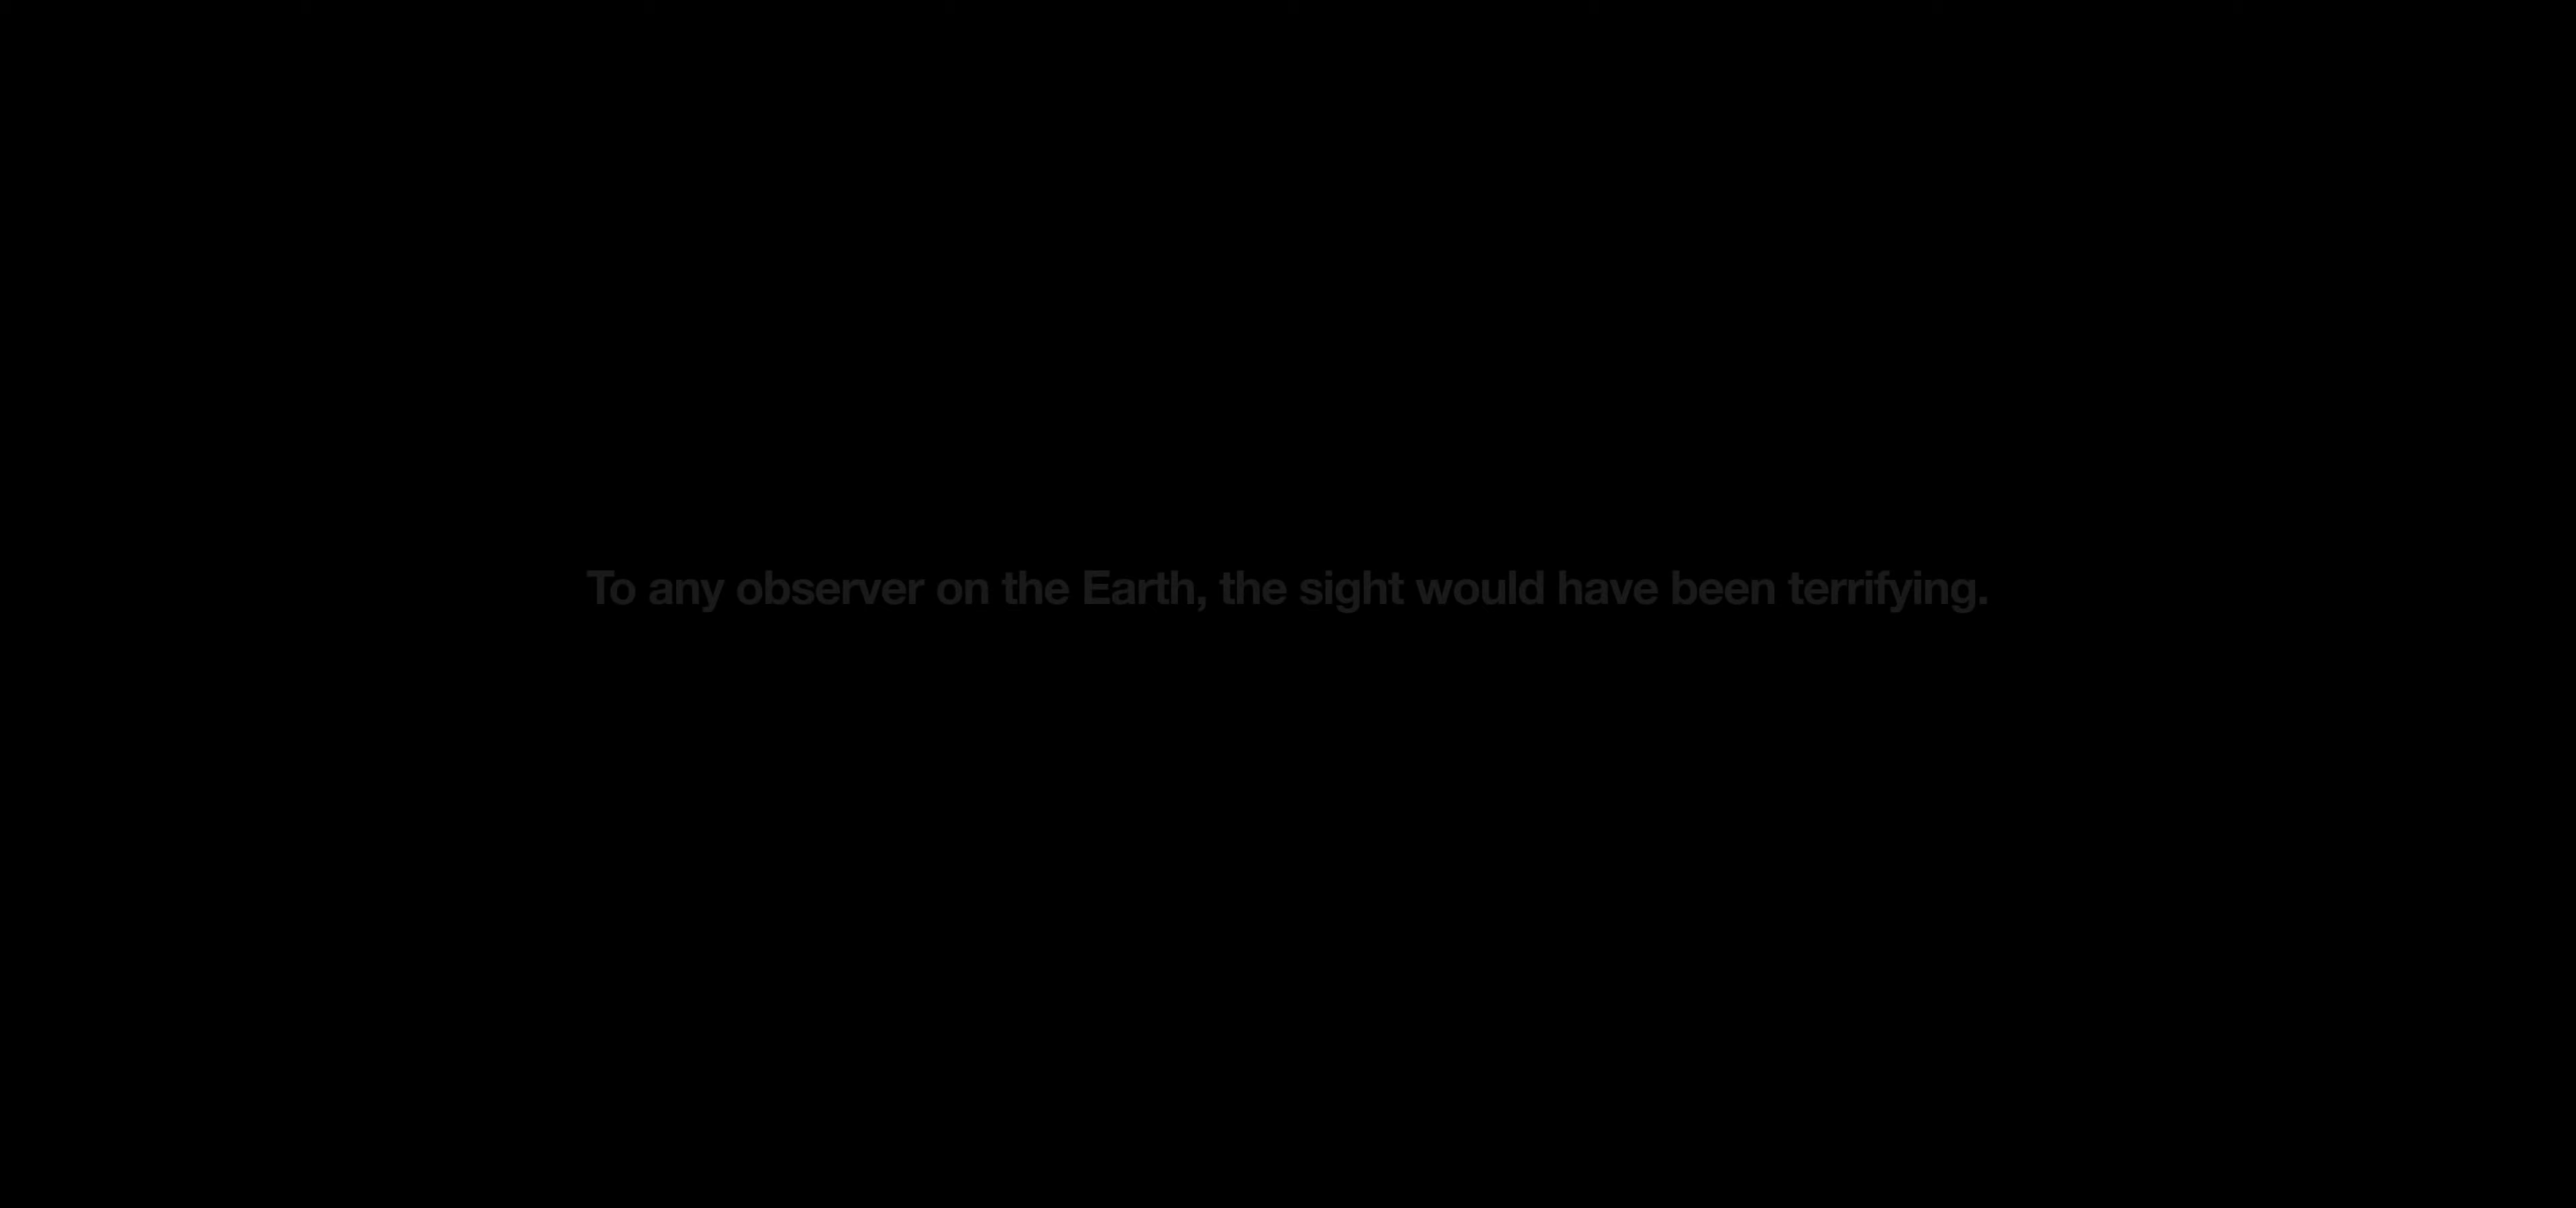 To any observer on the Earth, the sight would have been terrifying.